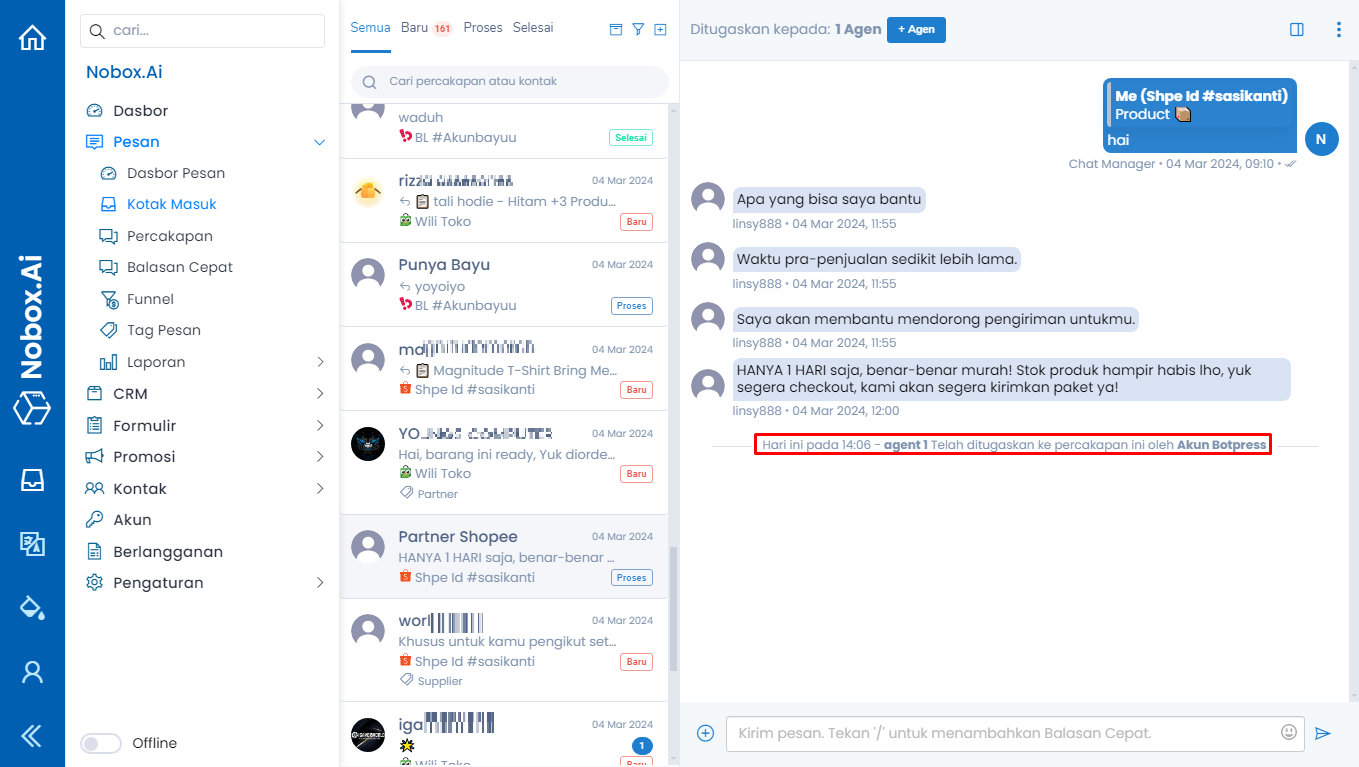 Nobox.Ai
cari...
Nobox.Ai
Dasbor
Pesan
Dasbor Pesan
Kotak Masuk
Percakapan
Balasan Cepat
Funnel
Tag Pesan
Laporan
CRM
Formulir
Promosi
Kontak
Akun
Berlangganan
Pengaturan
Offline
Semua Baru 161 Proses Selesai
Cari percakapan atau kontak
waduh
BL #Akunbayuu Selesai
04 Mar 2024
tali hodie - Hitam +3 Produ...
Wili Toko Baru
Punya Bayu 04 Mar 2024
yoyoiyo
BL #Akunbayuu Proses
04 Mar 2024
Magnitude T-Shirt Bring Me...
Shpe Id #sasikanti Baru
04 Mar 2024
Hai, barang ini ready, Yuk diorde...
Wili Toko Baru
Partner
Partner Shopee 04 Mar 2024
HANYA 1 HARI saja, benar-benar ...
Shpe Id #sasikanti Proses
04 Mar 2024
Khusus untuk kamu pengikut set...
Shpe Id #sasikanti Baru
Supplier
04 Mar 2024
1
Wili Toko Baru
Ditugaskan kepada: 1 Agen + Agen
Me (Shpe Id #sasikanti)
Product
hai
N
Chat Manager • 04 Mar 2024, 09:10 •
Apa yang bisa saya bantu
linsy888 • 04 Mar 2024, 11:55
Waktu pra-penjualan sedikit lebih lama.
linsy888 • 04 Mar 2024, 11:55
Saya akan membantu mendorong pengiriman untukmu.
linsy888 • 04 Mar 2024, 11:55
HANYA 1 HARI saja, benar-benar murah! Stok produk hampir habis lho, yuk
segera checkout, kami akan segera kirimkan paket ya!
linsy888 • 04 Mar 2024, 12:00
Hari ini pada 14:06 - agent 1 Telah ditugaskan ke percakapan ini oleh Akun Botpress
Kirim pesan. Tekan '/' untuk menambahkan Balasan Cepat.